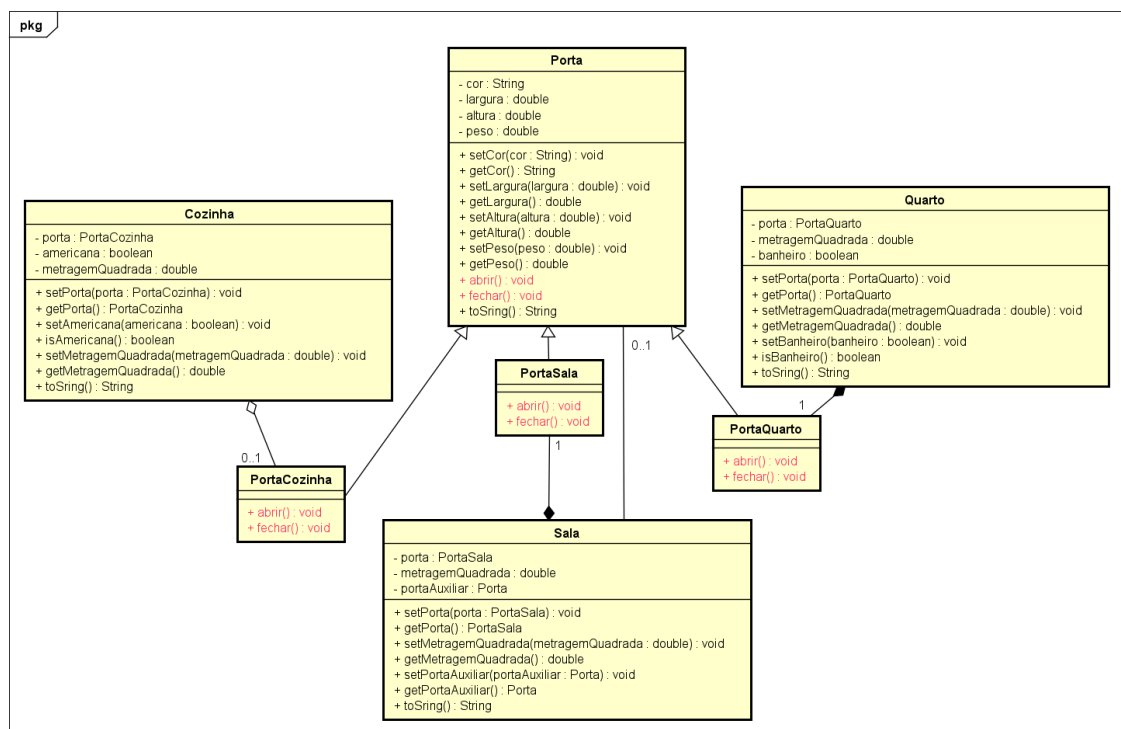 pkg
Porta
- cor : String
- largura : double
- altura : double
- peso : double
+ setCor(cor : String) : void
+ getCor() : String
+ setLargura(largura : double) : void
+ getLargura() : double
+ setAltura(altura : double) : void
+ getAltura() : double
+ setPeso(peso : double) : void
+ getPeso() : double
+ abrir() : void
+ fechar() : void
+ toSring() : String
Cozinha
- porta : PortaCozinha
- americana : boolean
- metragemQuadrada : double
+ setPorta(porta : PortaCozinha) : void
+ getPorta() : PortaCozinha
+ setAmericana(americana : boolean) : void
+ isAmericana() : boolean
+ setMetragemQuadrada(metragemQuadrada : double) : void
+ getMetragemQuadrada() : double
+ toSring() : String
Quarto
- porta : PortaQuarto
- metragemQuadrada : double
- banheiro : boolean
+ setPorta(porta : PortaQuarto) : void
+ getPorta() : PortaQuarto
+ setMetragemQuadrada(metragemQuadrada : double) : void
+ getMetragemQuadrada() : double
+ setBanheiro(banheiro : boolean) : void
+ isBanheiro() : boolean
+ toSring() : String
0..1
PortaSala
+ abrir() : void
+ fechar() : void
1
1
PortaQuarto
+ abrir() : void
+ fechar() : void
0..1
PortaCozinha
+ abrir() : void
+ fechar() : void
Sala
- porta : PortaSala
- metragemQuadrada : double
- portaAuxiliar : Porta
+ setPorta(porta : PortaSala) : void
+ getPorta() : PortaSala
+ setMetragemQuadrada(metragemQuadrada : double) : void
+ getMetragemQuadrada() : double
+ setPortaAuxiliar(portaAuxiliar : Porta) : void
+ getPortaAuxiliar() : Porta
+ toSring() : String